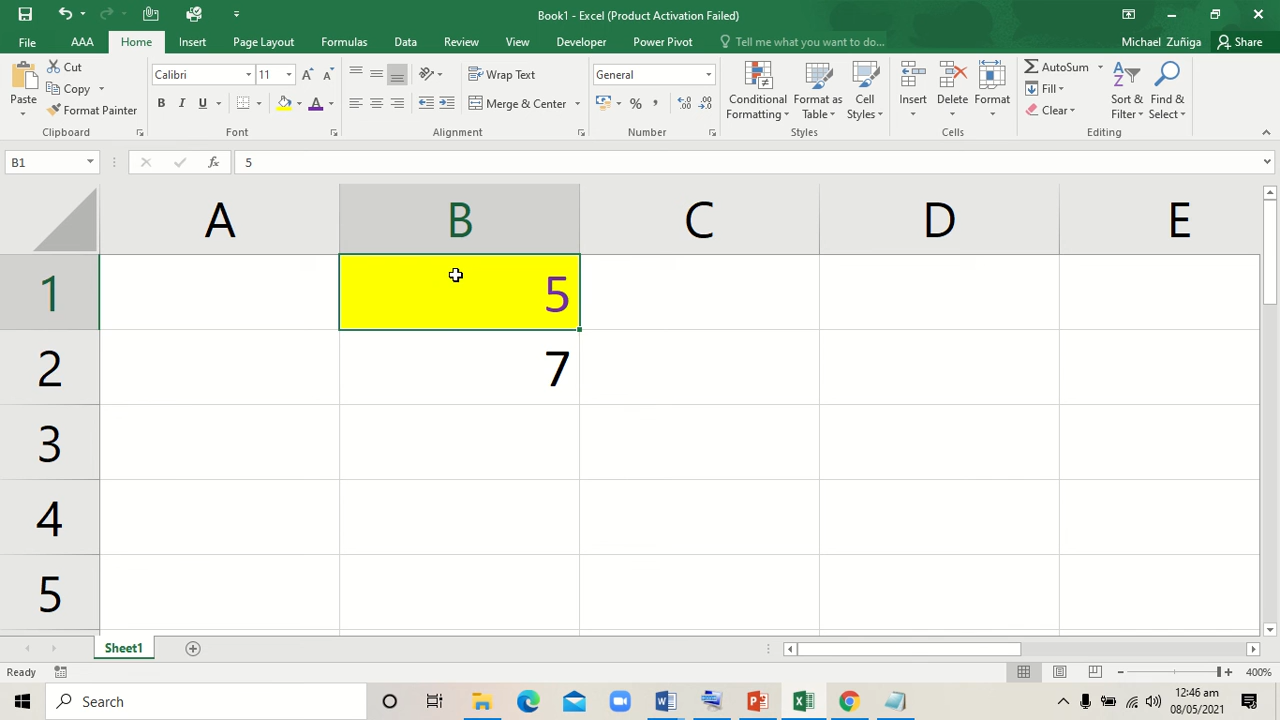 Book1 - Excel (Product Activation Failed)
File AAA Home Insert Page Layout Formulas Data Review View Developer Power Pivot Tell me what you want to do... Michael Zuñiga Share
Paste Cut Copy Format Painter Clipboard
Calibri 11 B I U A Font
Wrap Text Merge & Center Alignment
General % , Number
Conditional Formatting Format as Table Cell Styles Styles
Insert Delete Format Cells
AutoSum Fill Clear Sort & Filter Find & Select Editing
B1 fx 5
A B C D E
1 5
2 7
3
4
5
Sheet1
Ready 400%
Search 12:46 am
08/05/2021